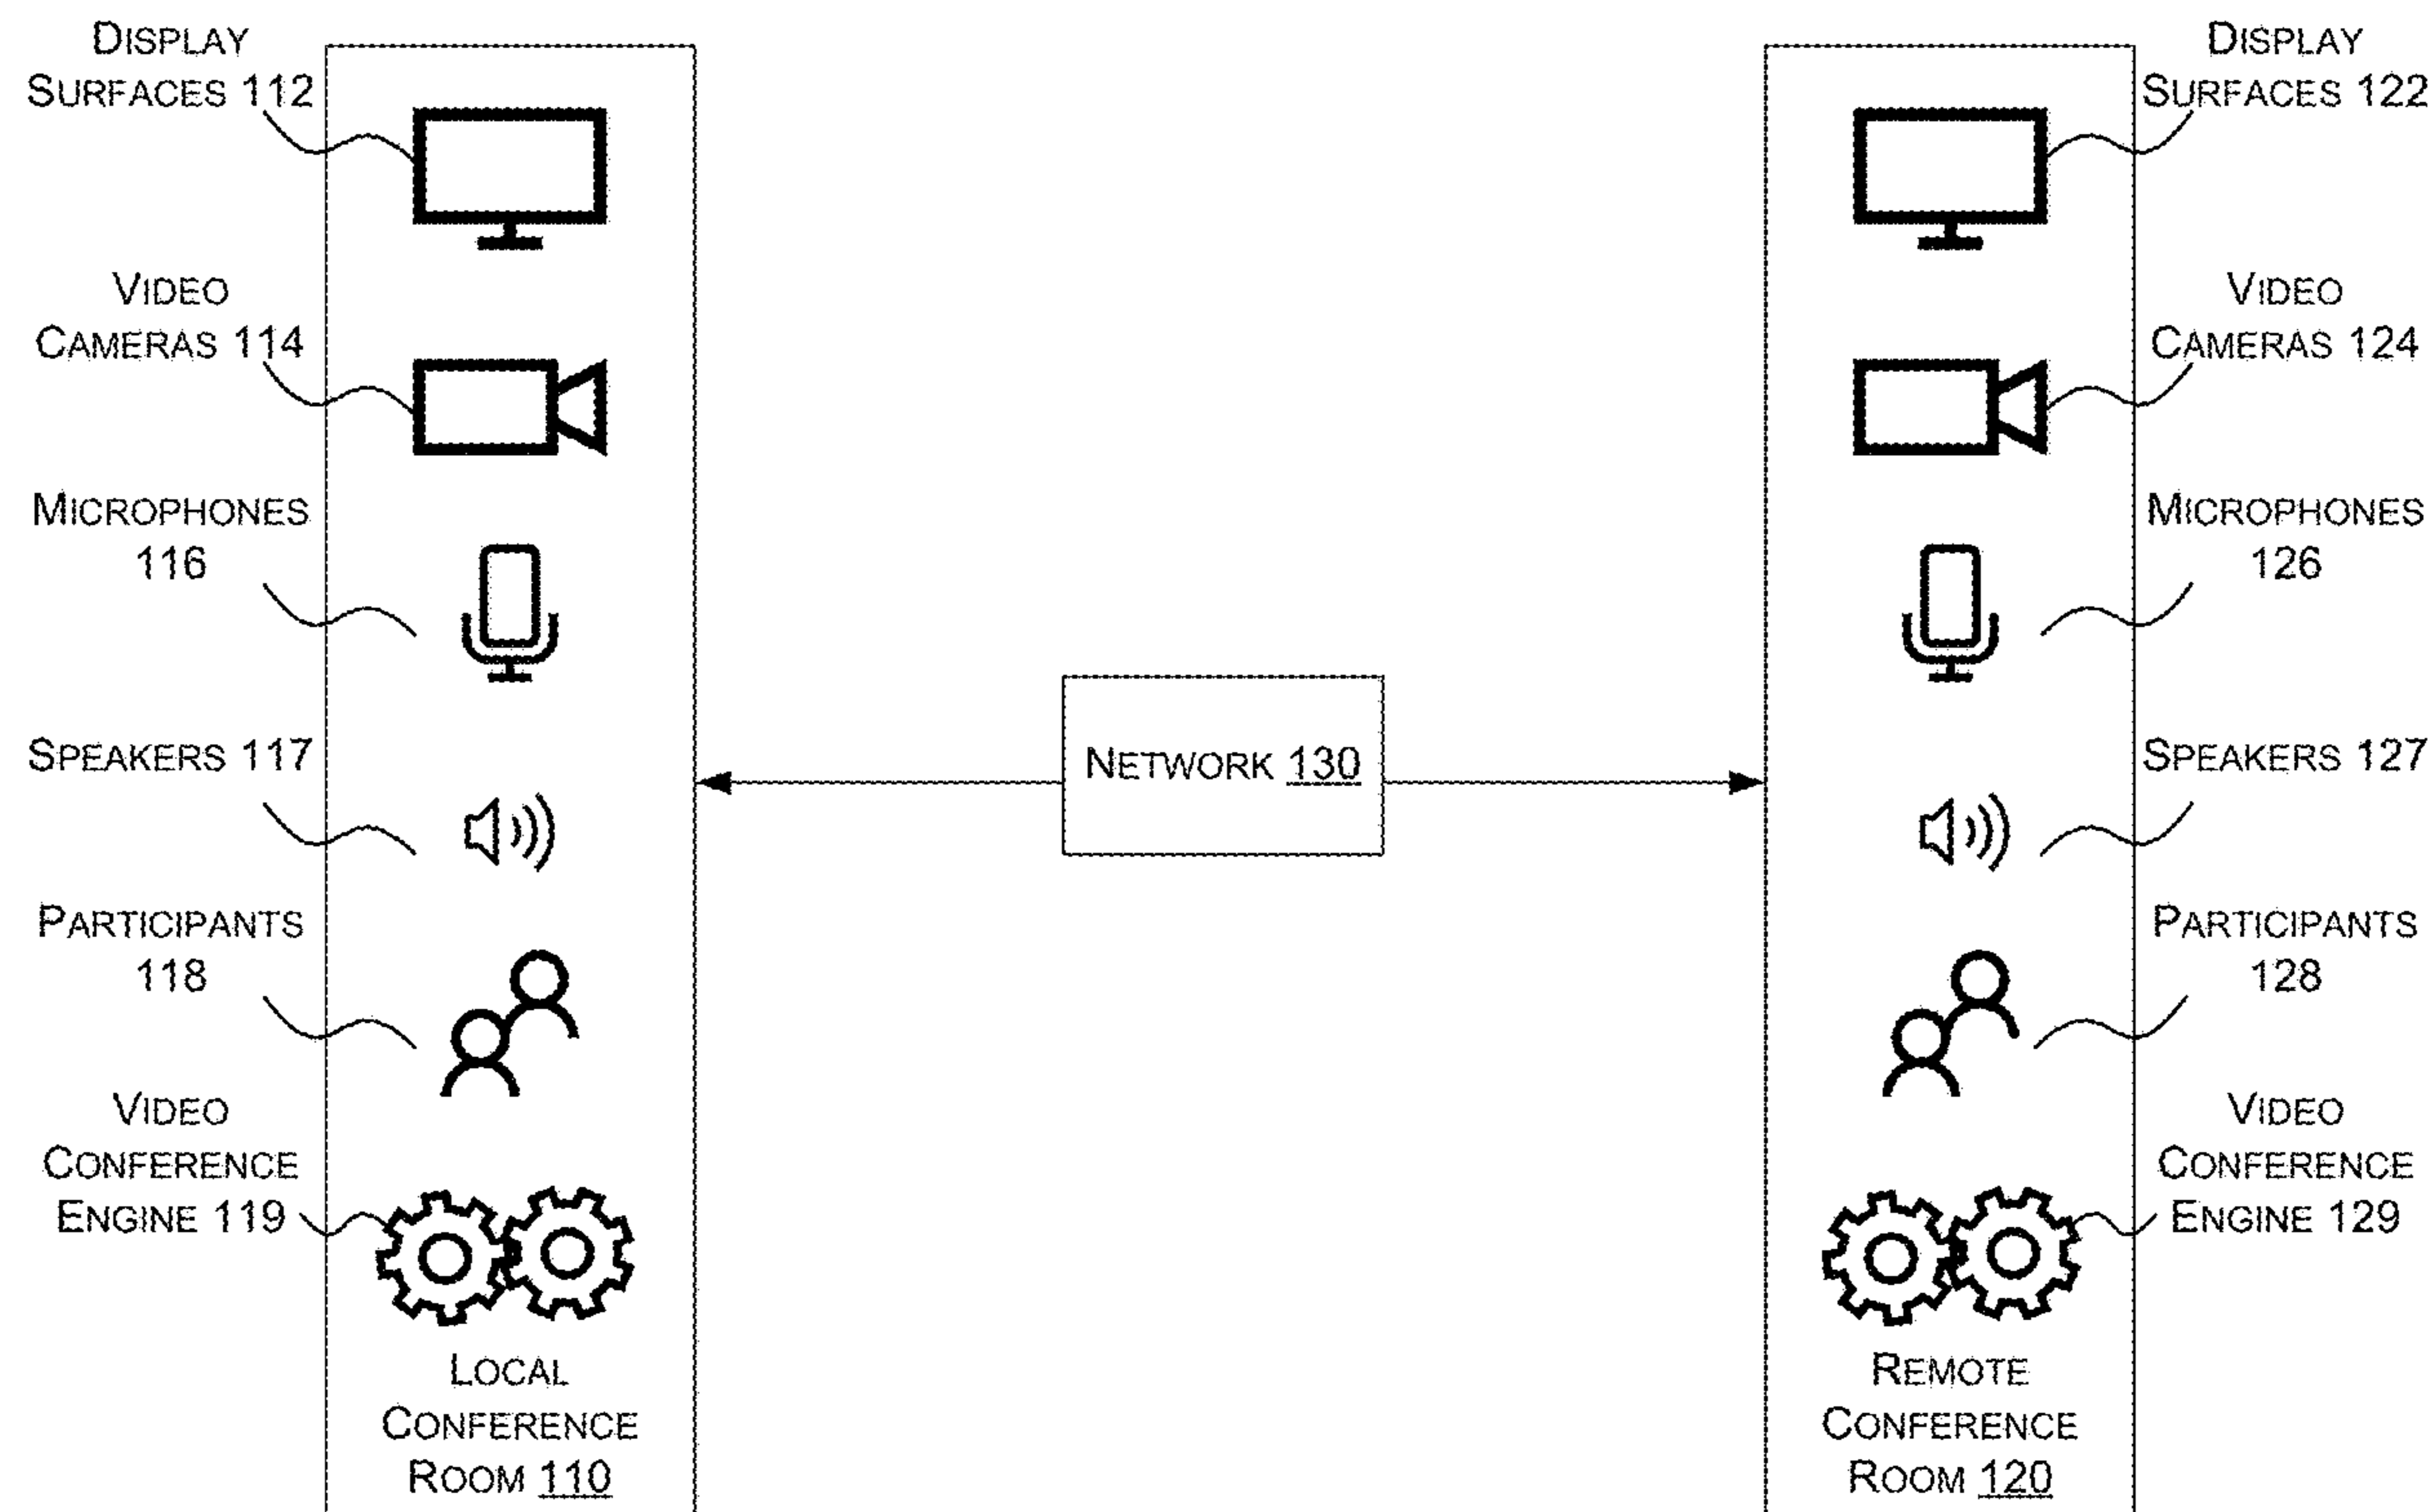 DISPLAY
SURFACES 112
VIDEO
CAMERAS 114
MICROPHONES
116
SPEAKERS 117
PARTICIPANTS
118
VIDEO
CONFERENCE
ENGINE 119
LOCAL
CONFERENCE
ROOM 110
NETWORK 130
DISPLAY
SURFACES 122
VIDEO
CAMERAS 124
MICROPHONES
126
SPEAKERS 127
PARTICIPANTS
128
VIDEO
CONFERENCE
ENGINE 129
REMOTE
CONFERENCE
ROOM 120